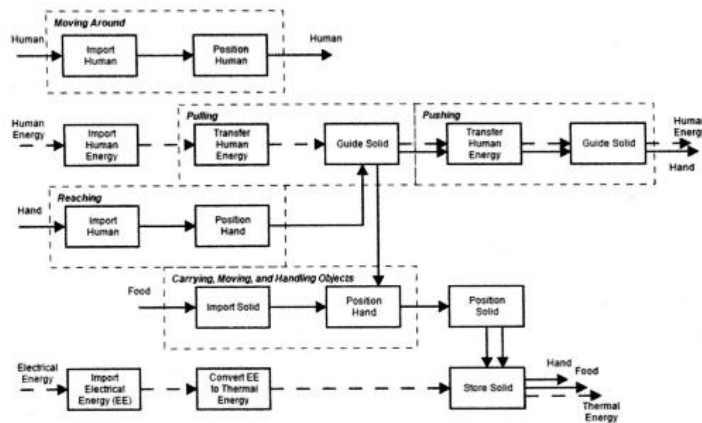 Moving Around
Human
Import
Human
Position
Human
Human
Human
Energy
Import
Human
Energy
Pulling
Transfer
Human
Energy
Guide Solid
Pushing
Transfer
Human
Energy
Guide Solid
Human
Energy
Hand
Reaching
Hand
Import
Human
Position
Hand
Carrying, Moving, and Handling Objects
Food
Import Solid
Position
Hand
Position
Solid
Electrical
Energy
Import
Electrical
Energy (EE)
Convert EE
to Thermal
Energy
Store Solid
Hand
Food
Thermal
Energy